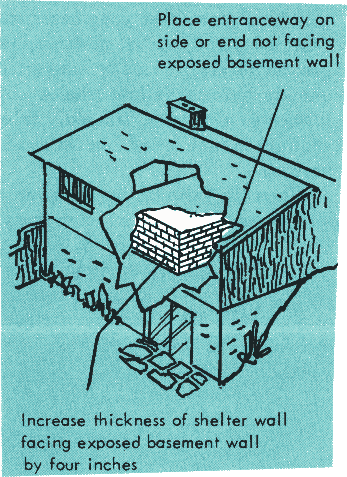 Place entranceway on
side or end not facing
exposed basement wall
Increase thickness of shelter wall
facing exposed basement wall
by four inches